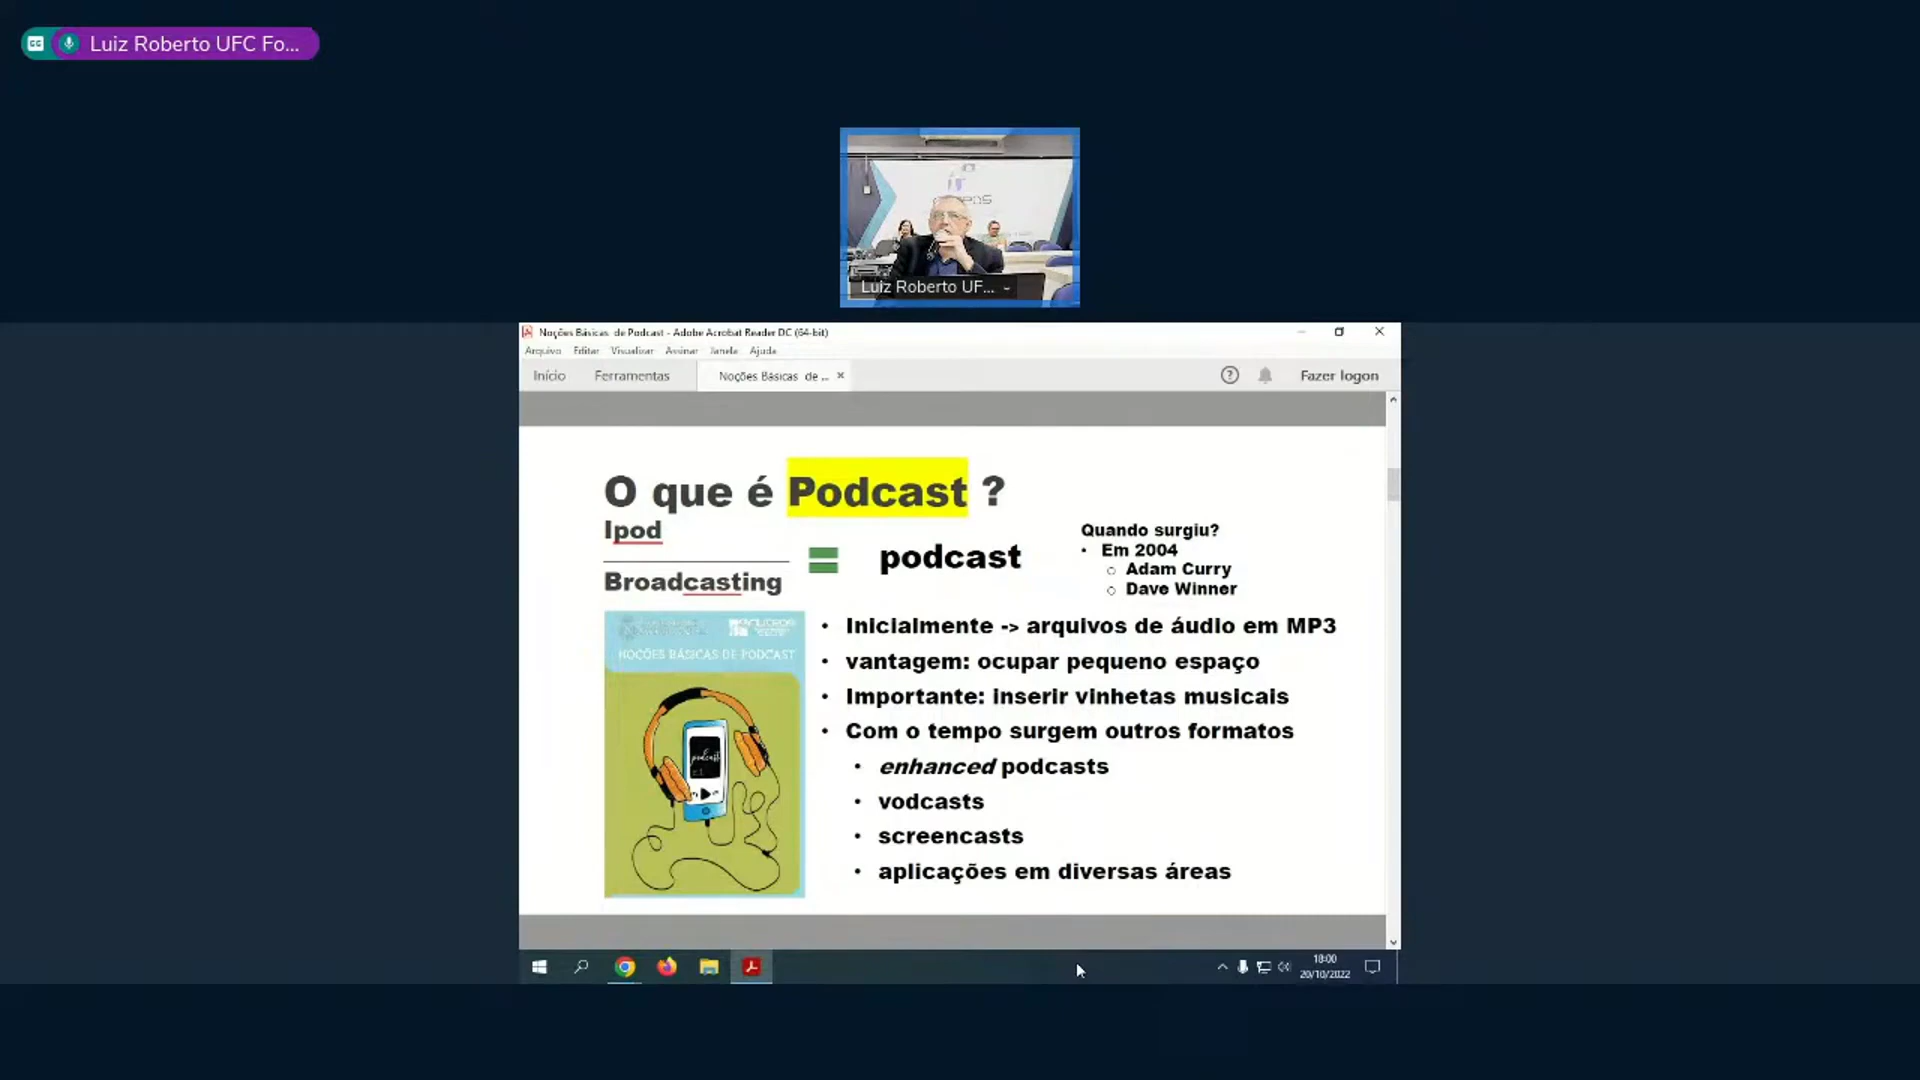 Luiz Roberto UFC Fo...
Luiz Roberto UF...
Noções Básicas de Podcast - Adobe Acrobat Reader DC (64-bit)
Arquivo Editar Visualizar Assinar Janela Ajuda
Início Ferramentas Noções Básicas de ... Fazer logon
O que é Podcast ?
Ipod
Broadcasting
= podcast
Quando surgiu?
• Em 2004
○ Adam Curry
○ Dave Winner
NOÇÕES BÁSICAS DE PODCAST
podcast
• Inicialmente -> arquivos de áudio em MP3
• vantagem: ocupar pequeno espaço
• Importante: inserir vinhetas musicais
• Com o tempo surgem outros formatos
• enhanced podcasts
• vodcasts
• screencasts
• aplicações em diversas áreas
18:00
20/10/2022